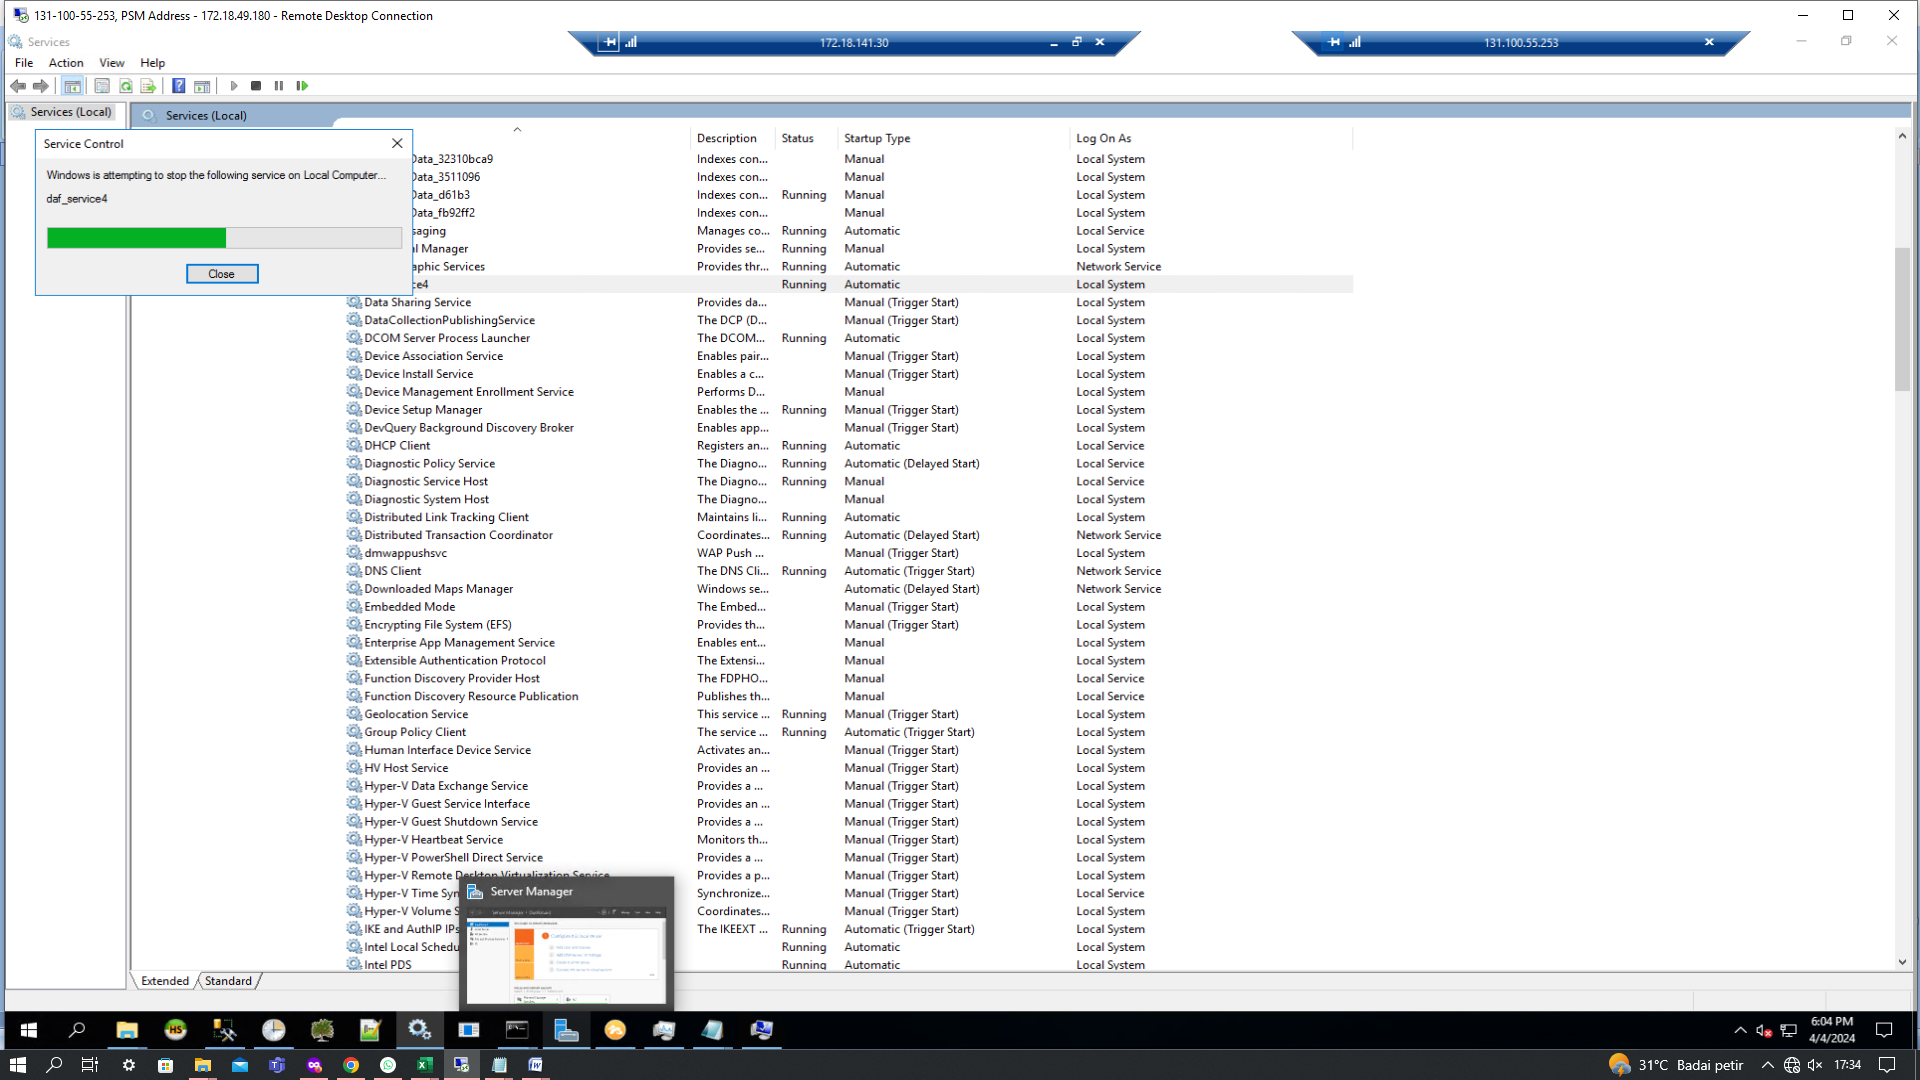 131-100-55-253, PSM Address - 172.18.49.180 - Remote Desktop Connection
Services
172.18.141.30
131.100.55.253
File Action View Help
Services (Local)
Services (Local)
Service Control
Windows is attempting to stop the following service on Local Computer...
daf_service4
Close
Description Status Startup Type Log On As
Data_32310bca9 Indexes con... Manual Local System
Data_3511096 Indexes con... Manual Local System
Data_d61b3 Indexes con... Running Manual Local System
Data_fb92ff2 Indexes con... Manual Local System
saging Manages co... Running Automatic Local Service
l Manager Provides se... Running Manual Local System
aphic Services Provides thr... Running Automatic Network Service
ce4 Running Automatic Local System
Data Sharing Service Provides da... Manual (Trigger Start) Local System
DataCollectionPublishingService The DCP (D... Manual (Trigger Start) Local System
DCOM Server Process Launcher The DCOM... Running Automatic Local System
Device Association Service Enables pair... Manual (Trigger Start) Local System
Device Install Service Enables a c... Manual (Trigger Start) Local System
Device Management Enrollment Service Performs D... Manual Local System
Device Setup Manager Enables the ... Running Manual (Trigger Start) Local System
DevQuery Background Discovery Broker Enables app... Manual (Trigger Start) Local System
DHCP Client Registers an... Running Automatic Local Service
Diagnostic Policy Service The Diagno... Running Automatic (Delayed Start) Local Service
Diagnostic Service Host The Diagno... Running Manual Local Service
Diagnostic System Host The Diagno... Manual Local System
Distributed Link Tracking Client Maintains li... Running Automatic Local System
Distributed Transaction Coordinator Coordinates... Running Automatic (Delayed Start) Network Service
dmwappushsvc WAP Push ... Manual (Trigger Start) Local System
DNS Client The DNS Cli... Running Automatic (Trigger Start) Network Service
Downloaded Maps Manager Windows se... Automatic (Delayed Start) Network Service
Embedded Mode The Embed... Manual (Trigger Start) Local System
Encrypting File System (EFS) Provides th... Manual (Trigger Start) Local System
Enterprise App Management Service Enables ent... Manual Local System
Extensible Authentication Protocol The Extensi... Manual Local System
Function Discovery Provider Host The FDPHO... Manual Local Service
Function Discovery Resource Publication Publishes th... Manual Local Service
Geolocation Service This service ... Running Manual (Trigger Start) Local System
Group Policy Client The service ... Running Automatic (Trigger Start) Local System
Human Interface Device Service Activates an... Manual (Trigger Start) Local System
HV Host Service Provides an ... Manual (Trigger Start) Local System
Hyper-V Data Exchange Service Provides a ... Manual (Trigger Start) Local System
Hyper-V Guest Service Interface Provides an ... Manual (Trigger Start) Local System
Hyper-V Guest Shutdown Service Provides a ... Manual (Trigger Start) Local System
Hyper-V Heartbeat Service Monitors th... Manual (Trigger Start) Local System
Hyper-V PowerShell Direct Service Provides a ... Manual (Trigger Start) Local System
Hyper-V Remote Desktop Virtualization Service Provides a p... Manual (Trigger Start) Local System
Hyper-V Time Syn Synchronize... Manual (Trigger Start) Local Service
Hyper-V Volume S Coordinates... Manual (Trigger Start) Local System
IKE and AuthIP IPs The IKEEXT ... Running Automatic (Trigger Start) Local System
Intel Local Schedu Running Automatic Local System
Intel PDS Running Automatic Local System
Server Manager
Extended Standard
6:04 PM
4/4/2024
31°C Badai petir 17:34